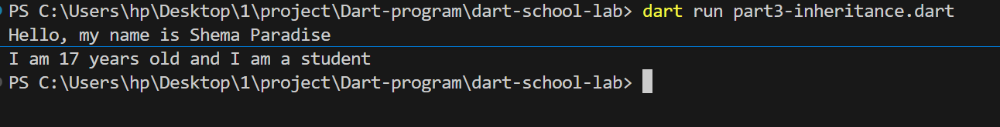 PS C:\Users\hp\Desktop\1\project\Dart-program\dart-school-lab> dart run part3-inheritance.dart
Hello, my name is Shema Paradise
I am 17 years old and I am a student
PS C:\Users\hp\Desktop\1\project\Dart-program\dart-school-lab>